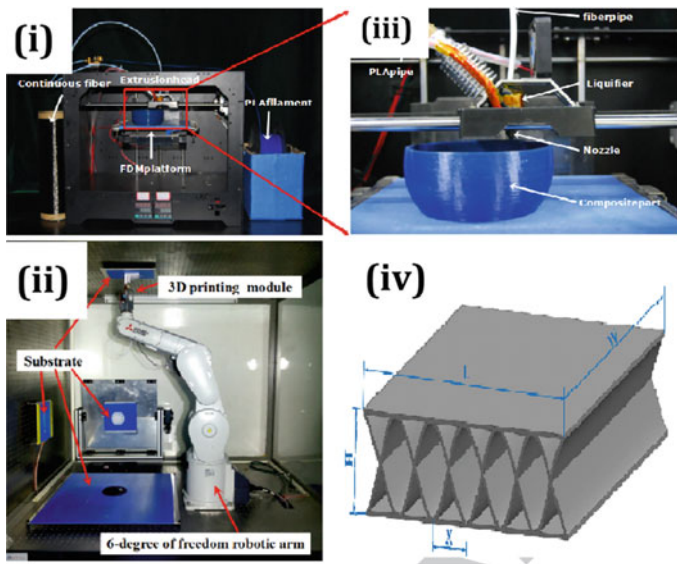 (i)
Continuous fiber
Extrusionhead
PLAfilament
FDMplatform
(iii)
fiberpipe
PLApipe
Liquifier
Nozzle
Compositepart
(ii)
3D printing module
Substrate
6-degree of freedom robotic arm
(iv)
W
H
X